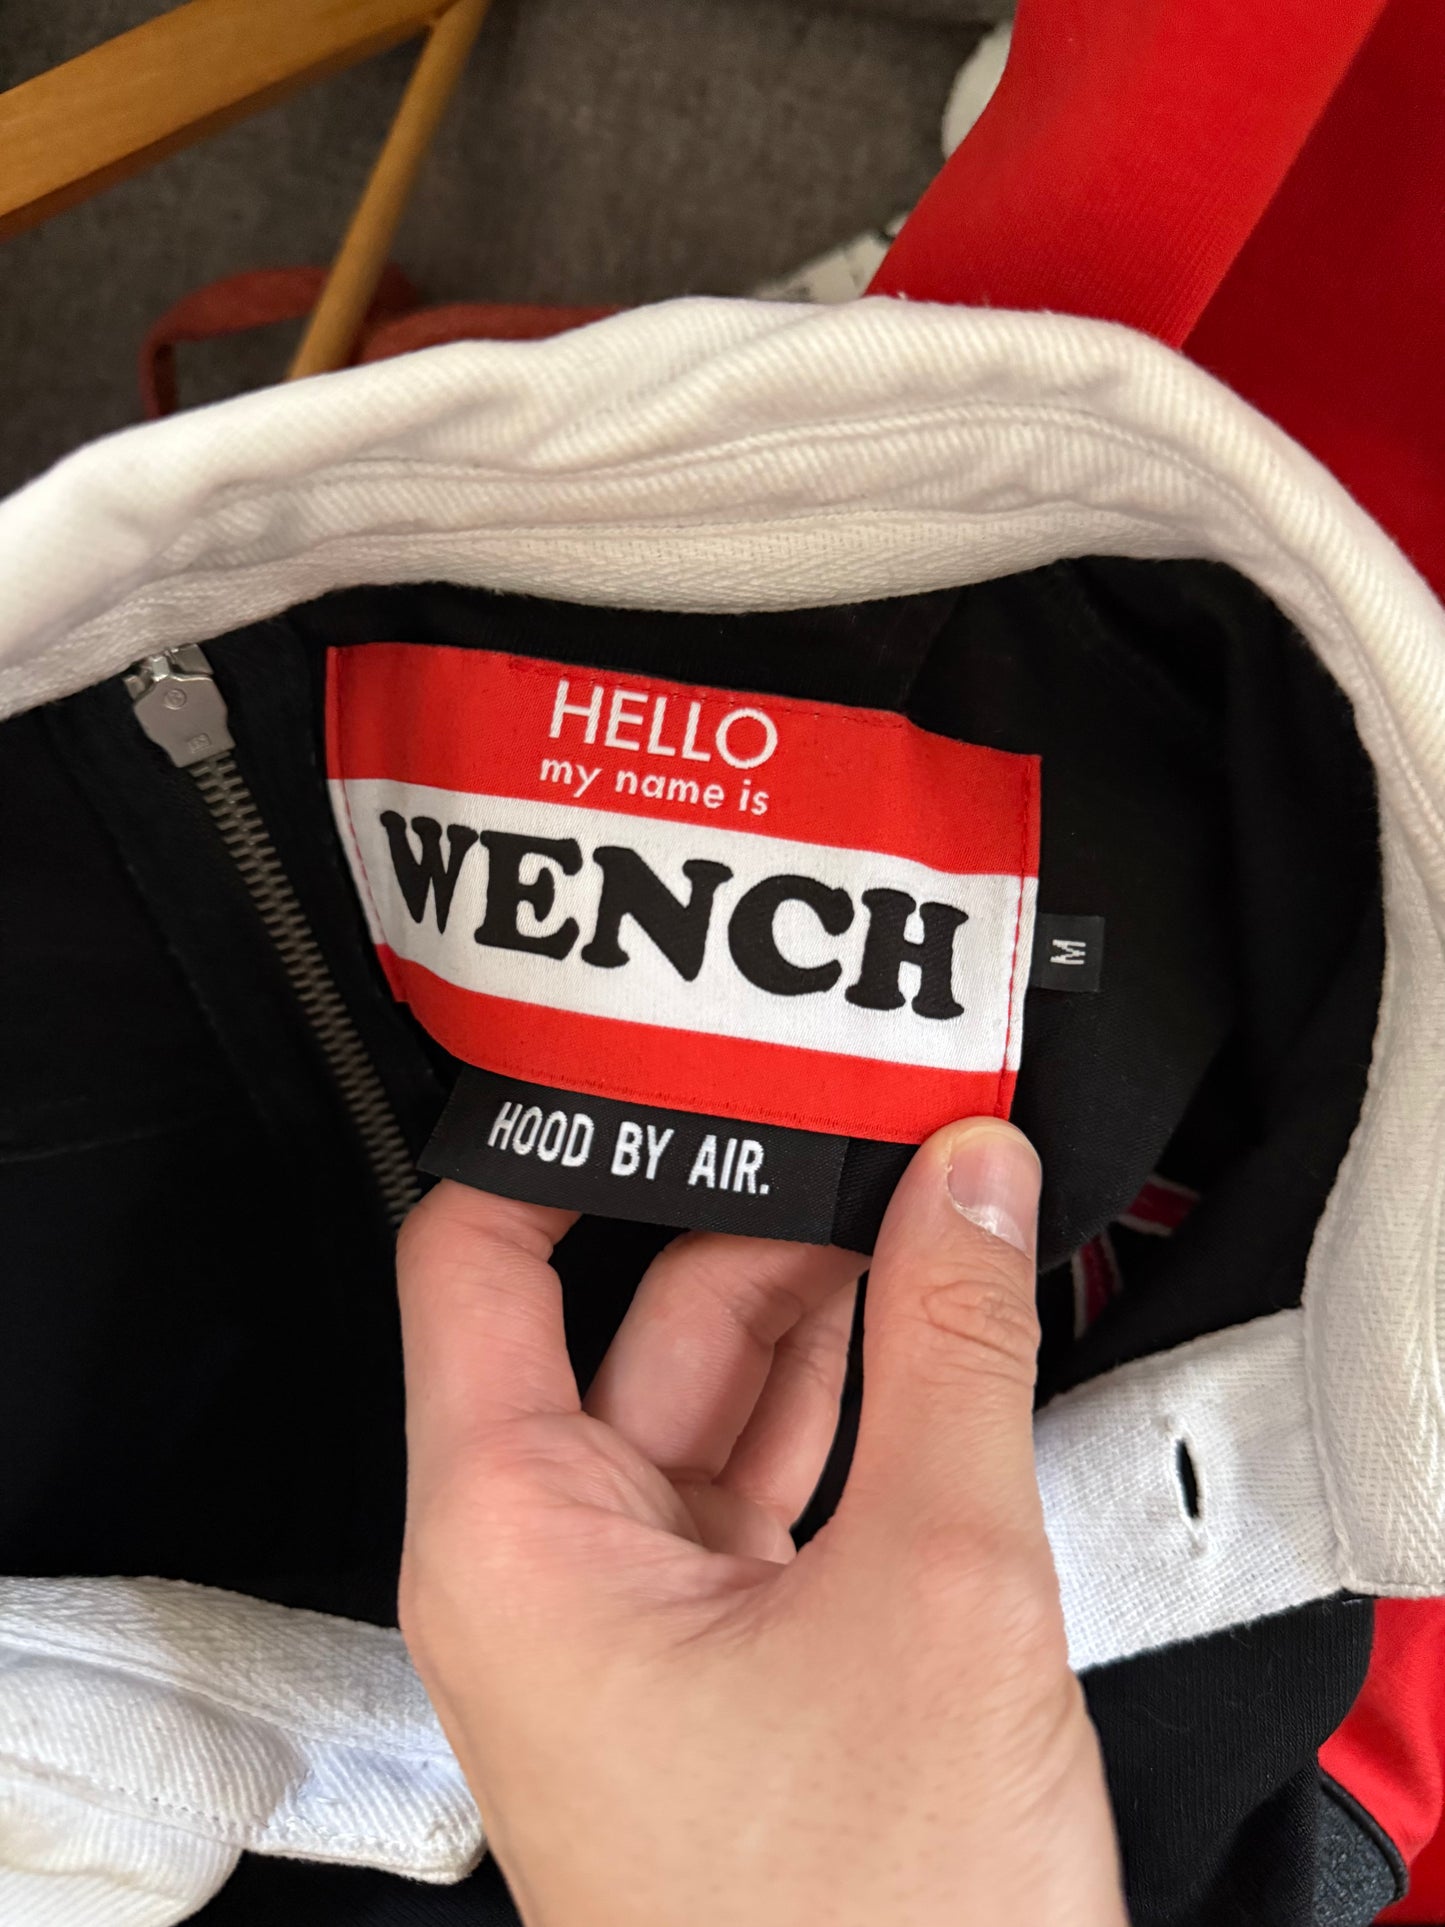 HELLO
my name is
WENCH
M
HOOD BY AIR.